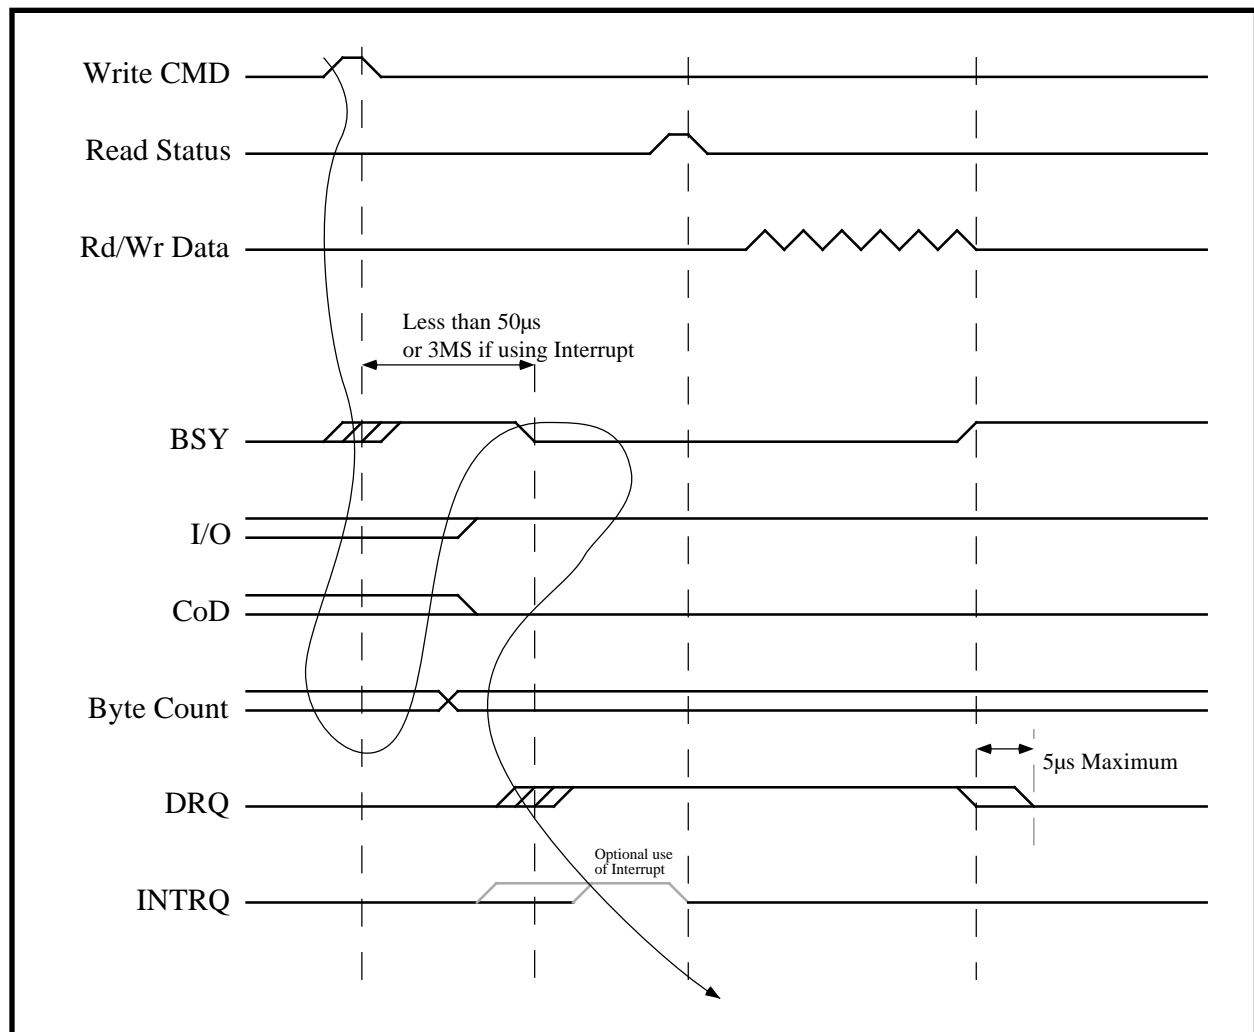 Write CMD
Read Status
Rd/Wr Data
Less than 50µs
or 3MS if using Interrupt
BSY
I/O
CoD
Byte Count
5µs Maximum
DRQ
Optional use
of Interrupt
INTRQ